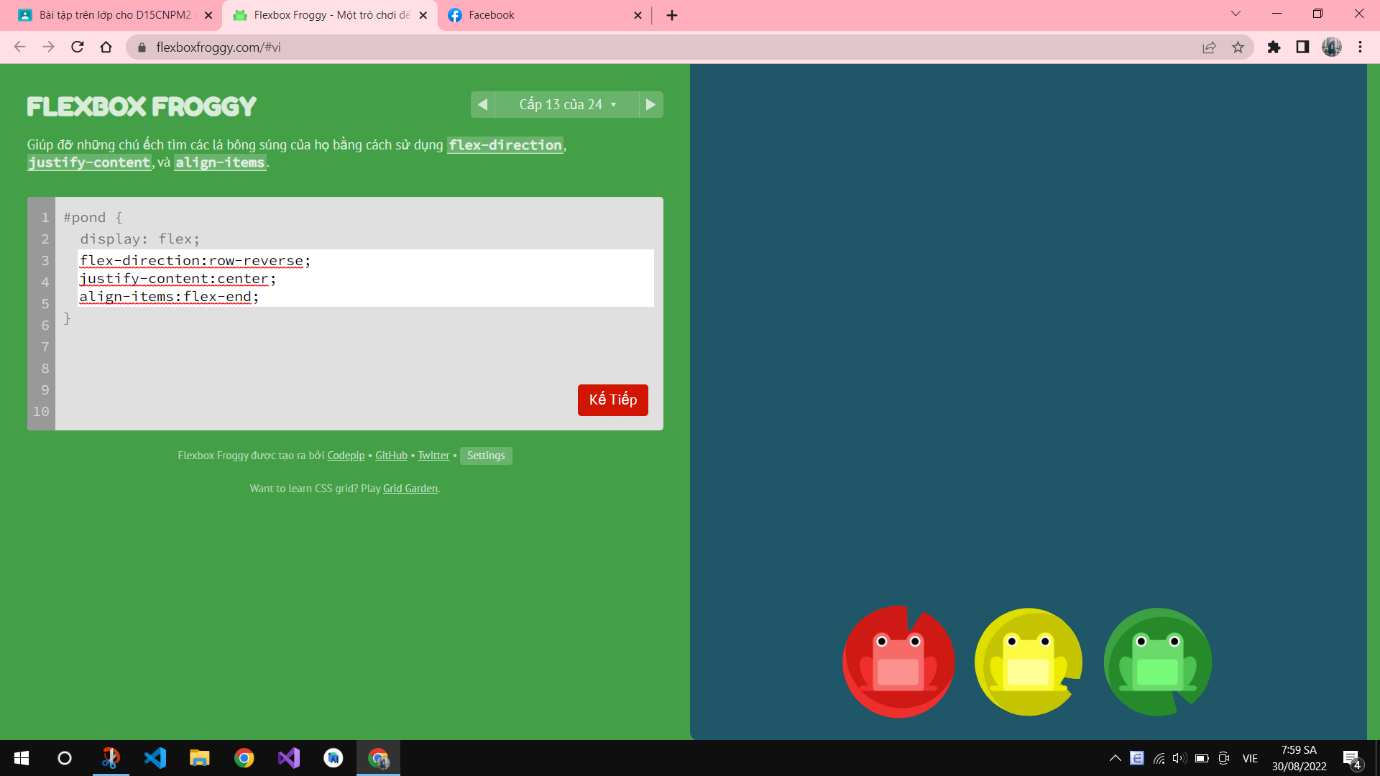 Bài tập trên lớp cho D15CNPM2
Flexbox Froggy - Một trò chơi để
Facebook
flexboxfroggy.com/#vi
FLEXBOX FROGGY
Cấp 13 của 24
Giúp đỡ những chú ếch tìm các lá bông súng của họ bằng cách sử dụng flex-direction,
justify-content, và align-items.
1 #pond {
2 display: flex;
3 flex-direction:row-reverse;
4 justify-content:center;
5 align-items:flex-end;
6 }
7
8
9
10
Kế Tiếp
Flexbox Froggy được tạo ra bởi Codepip • GitHub • Twitter • Settings
Want to learn CSS grid? Play Grid Garden.
VIE
7:59 SA
30/08/2022
4